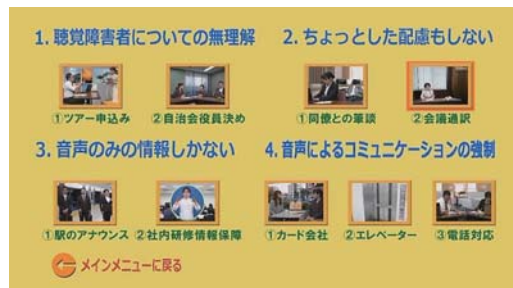 1. 聴覚障害者についての無理解
2. ちょっとした配慮もしない
①ツアー申込み
②自治会役員決め
①同僚との筆談
②会議通訳
3. 音声のみの情報しかない
4. 音声によるコミュニケーションの強制
①駅のアナウンス
②社内研修情報保障
①カード会社
②エレベーター
③電話対応
メインメニューに戻る